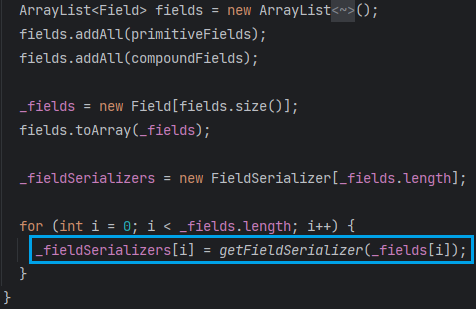 ArrayList<Field> fields = new ArrayList<~>();
fields.addAll(primitiveFields);
fields.addAll(compoundFields);
_fields = new Field[fields.size()];
fields.toArray(_fields);
_fieldSerializers = new FieldSerializer[_fields.length];
for (int i = 0; i < _fields.length; i++) {
_fieldSerializers[i] = getFieldSerializer(_fields[i]);
}
}